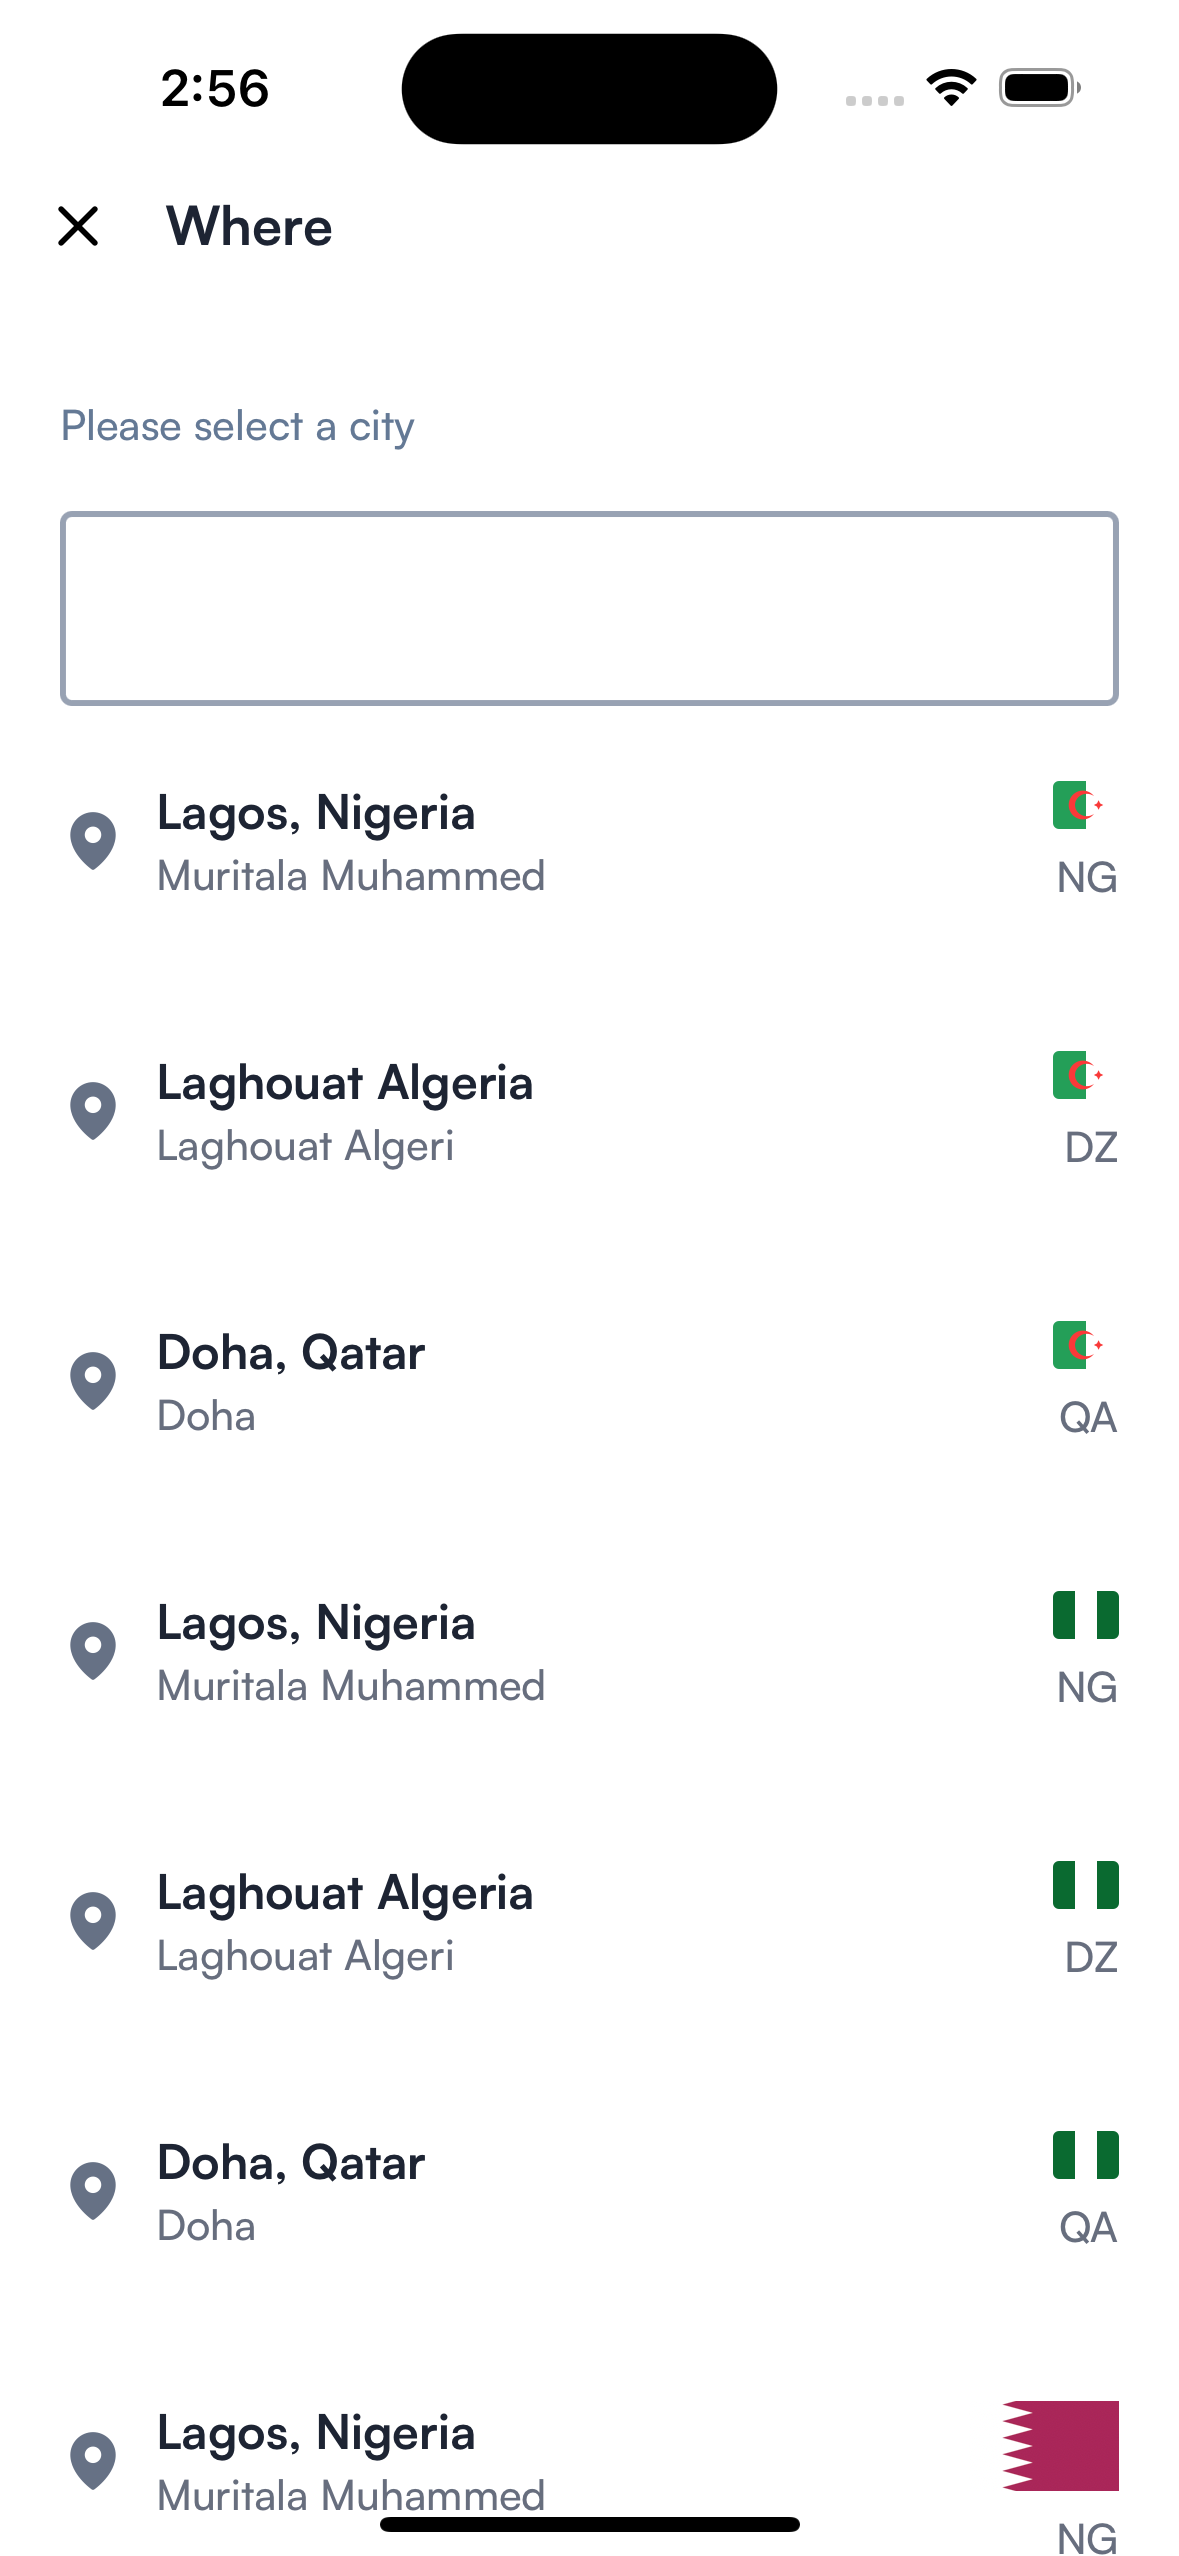 2:56
Where
Please select a city
Lagos, Nigeria
Muritala Muhammed
NG
Laghouat Algeria
Laghouat Algeri
DZ
Doha, Qatar
Doha
QA
Lagos, Nigeria
Muritala Muhammed
NG
Laghouat Algeria
Laghouat Algeri
DZ
Doha, Qatar
Doha
QA
Lagos, Nigeria
Muritala Muhammed
NG